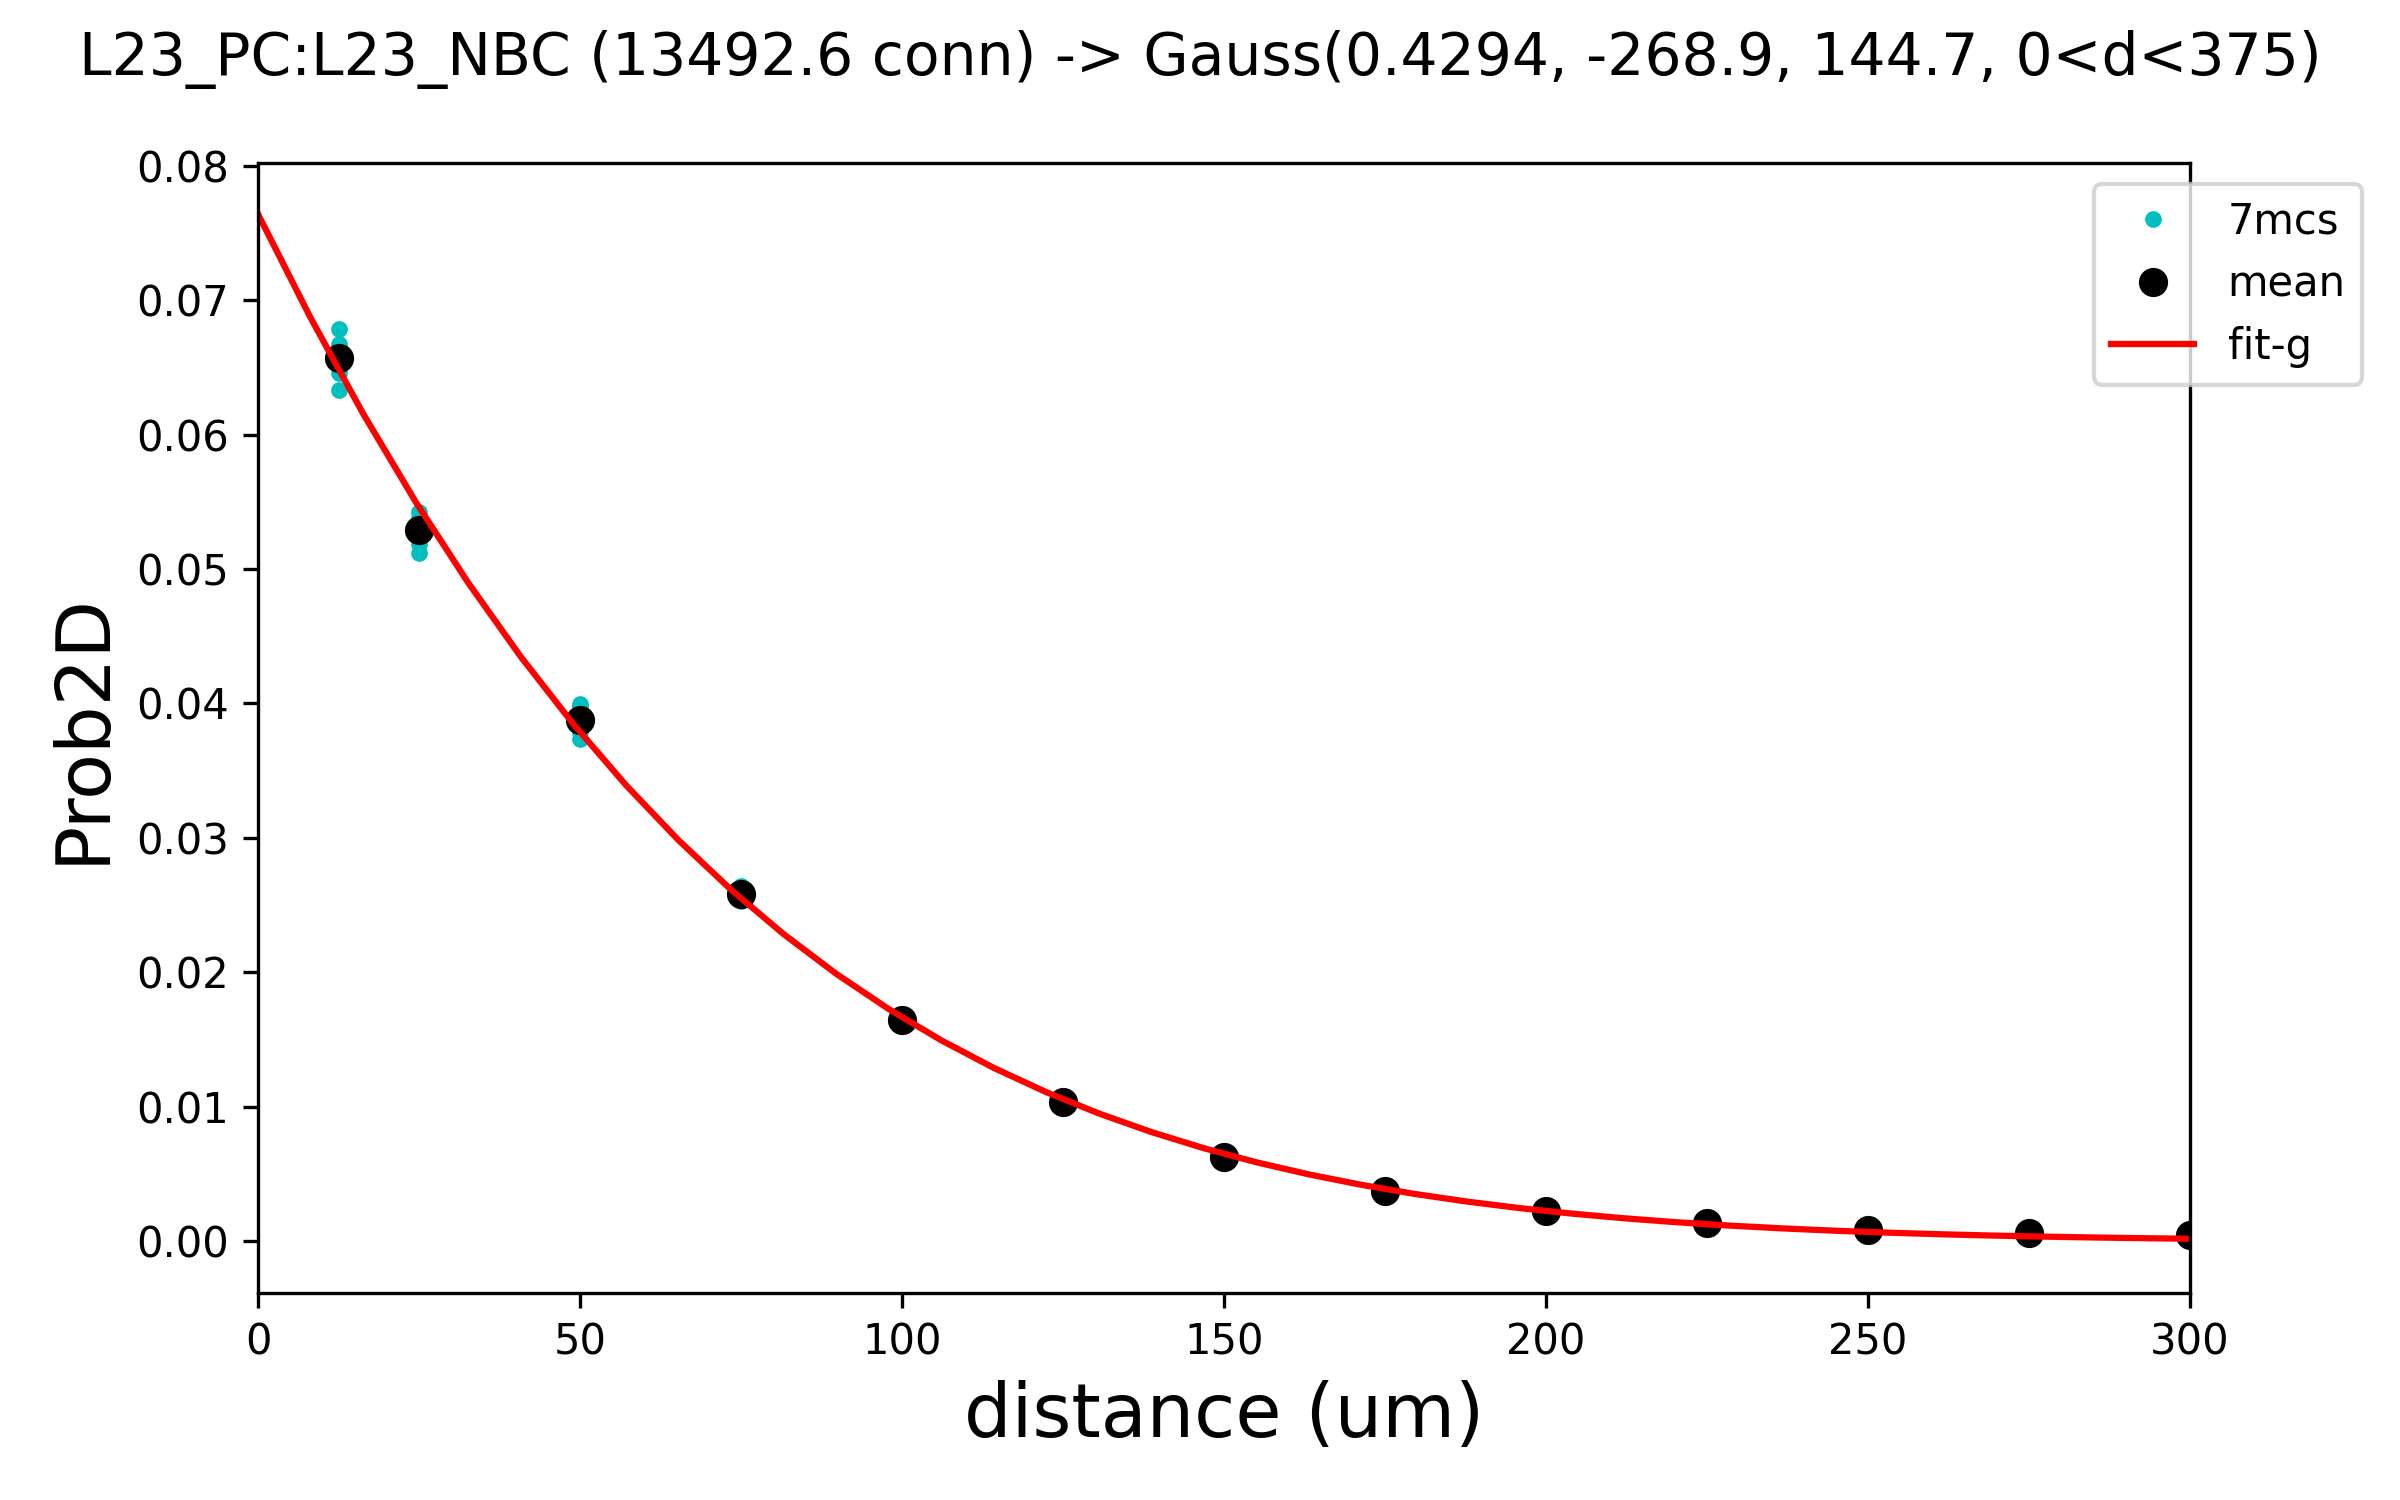 L23_PC:L23_NBC (13492.6 conn) -> Gauss(0.4294, -268.9, 144.7, 0<d<375)
0.08
0.07
0.06
0.05
0.04
0.03
0.02
0.01
0.00
Prob2D
7mcs
mean
fit-g
0 50 100 150 200 250 300
distance (um)